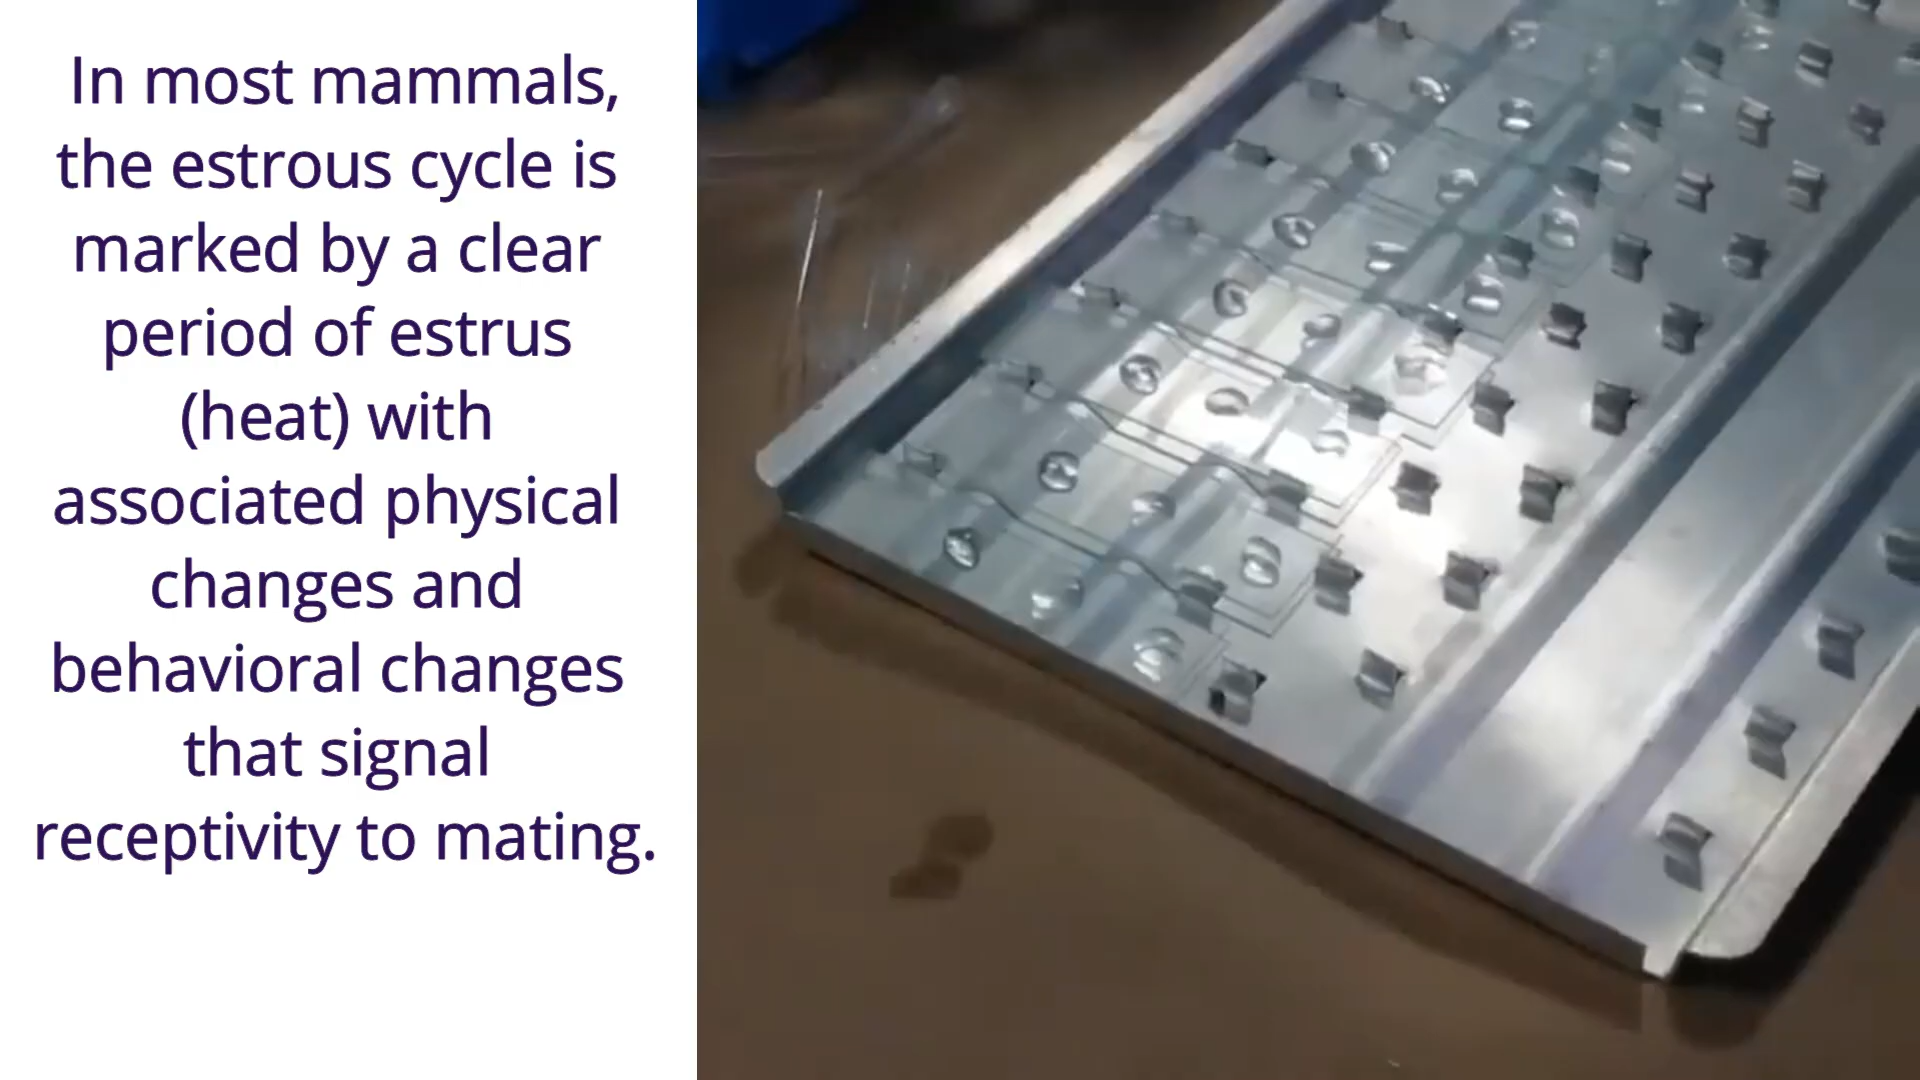 In most mammals,
the estrous cycle is
marked by a clear
period of estrus
(heat) with
associated physical
changes and
behavioral changes
that signal
receptivity to mating.